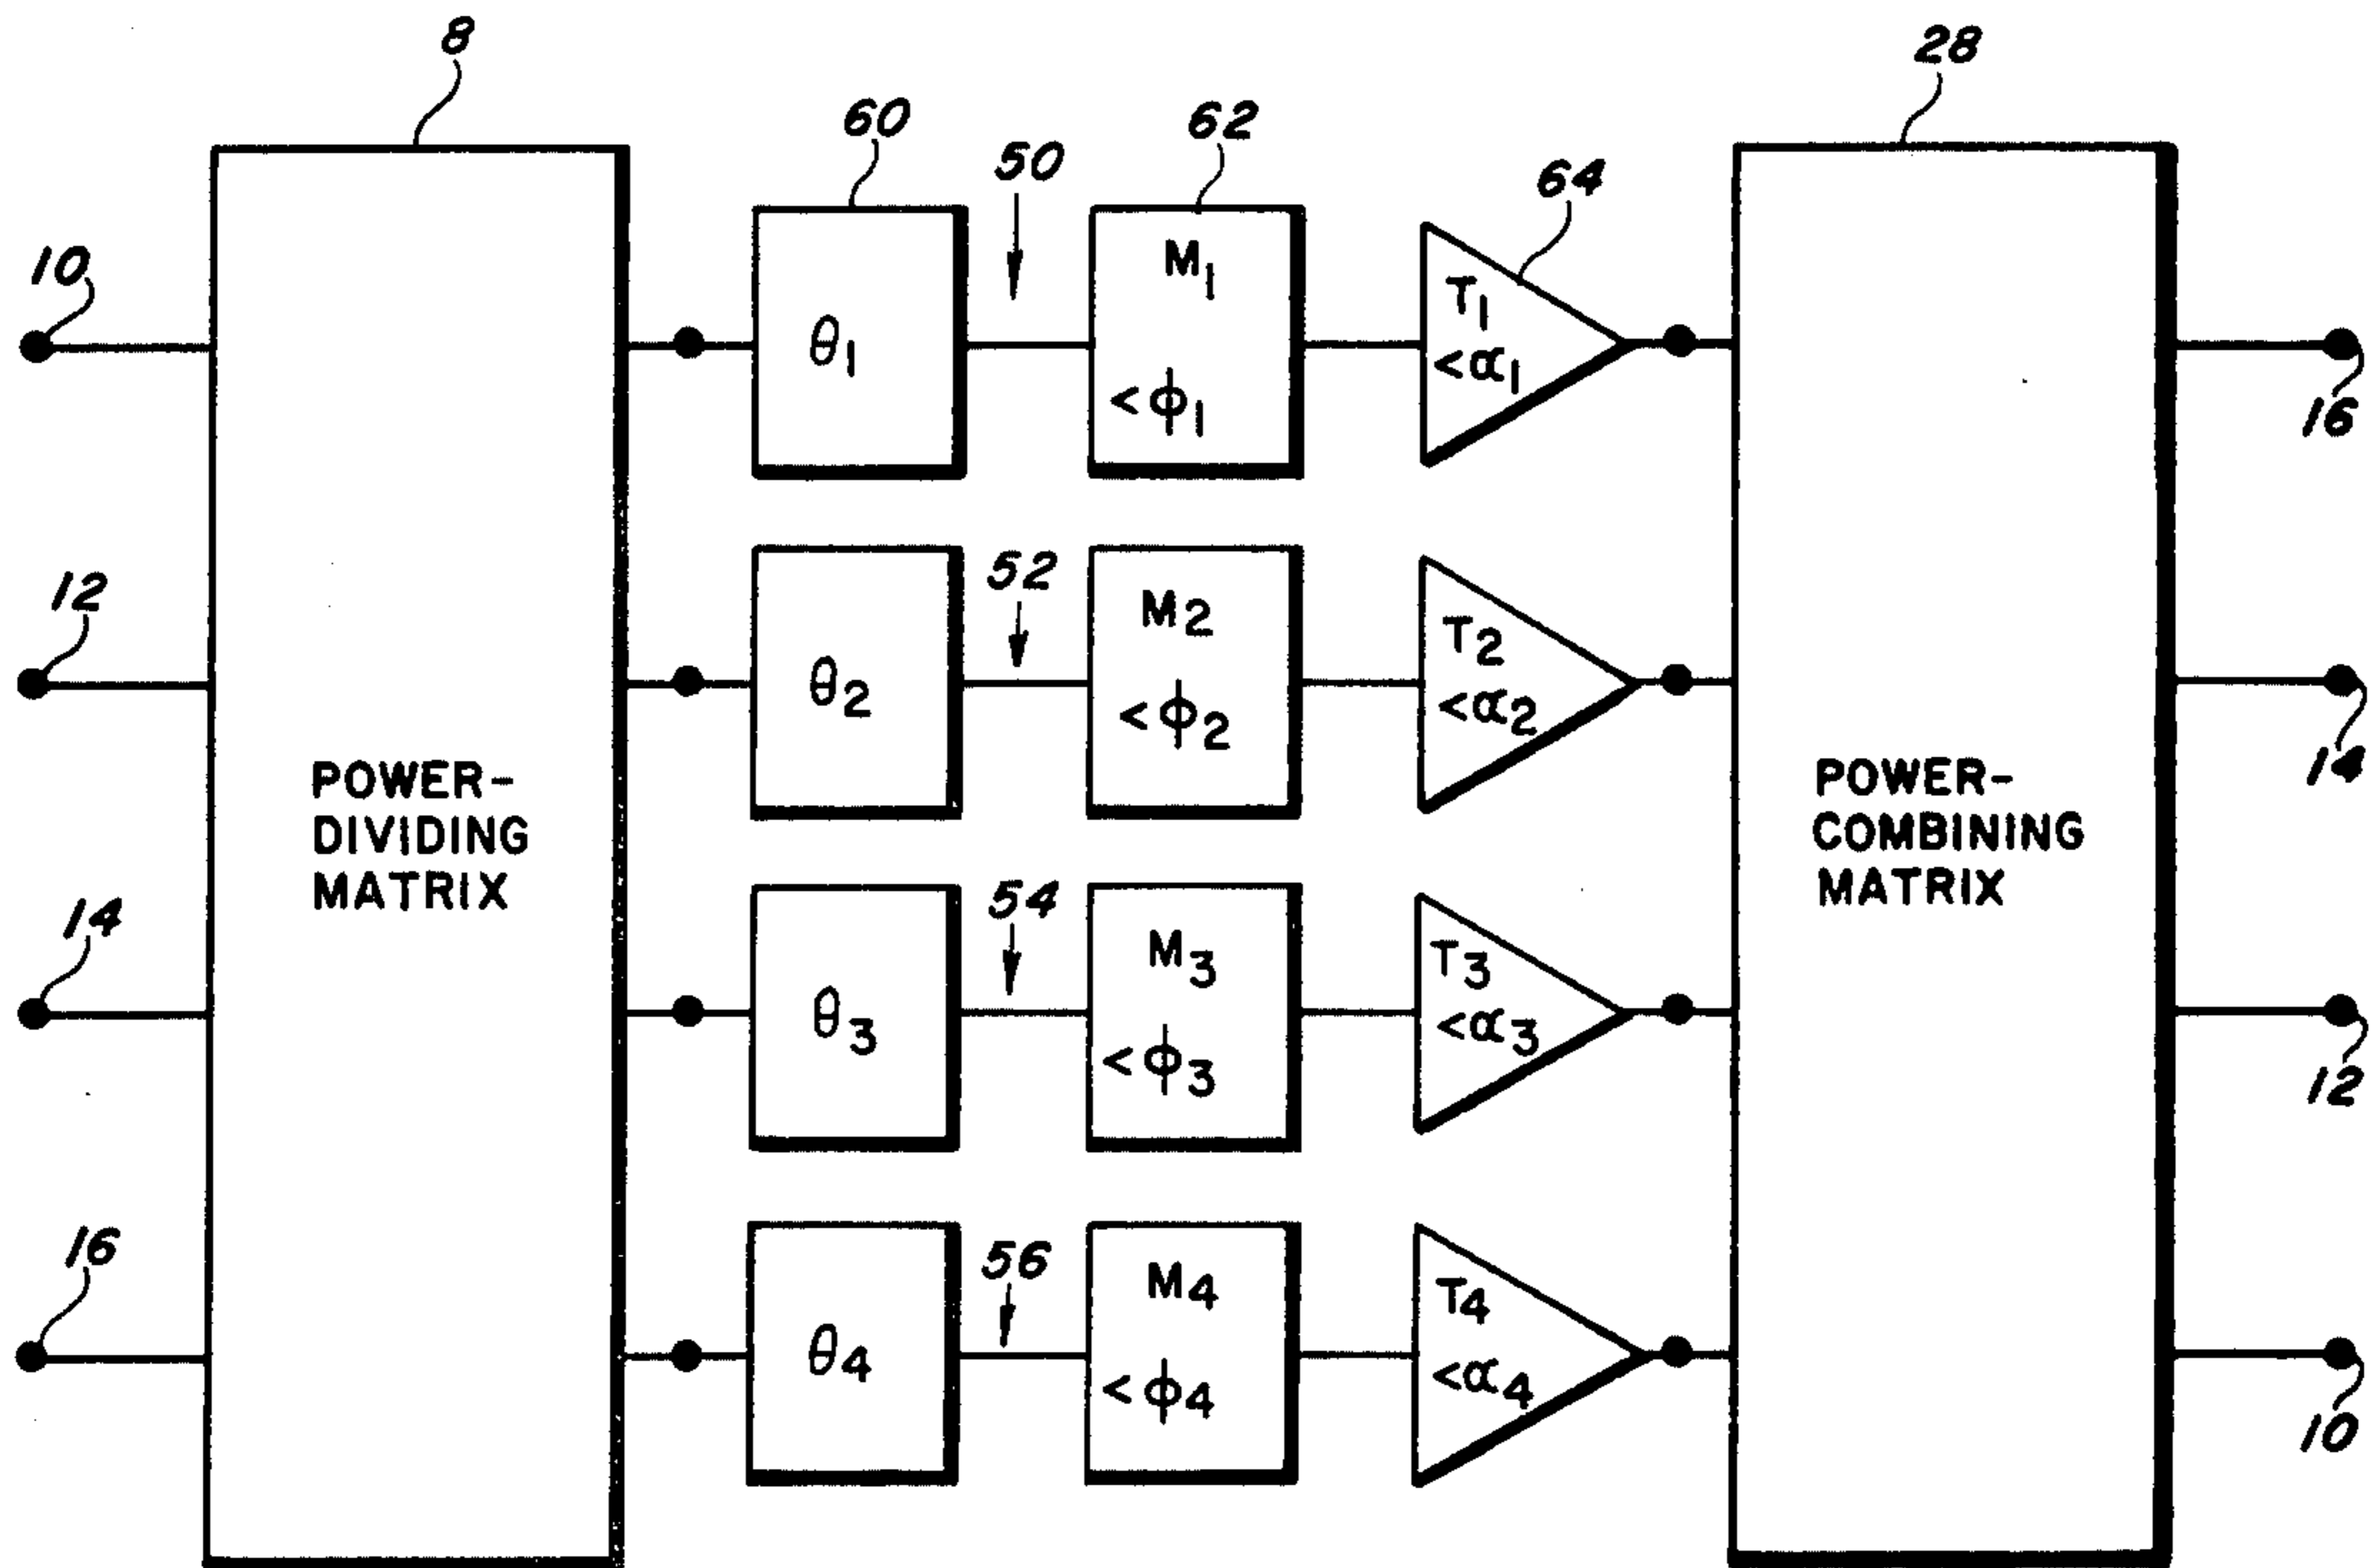 8
28
60
50
62
64
10
M1
<ϕ1
T1
<α1
θ1
16
12
52
M2
<ϕ2
T2
<α2
θ2
14
POWER-
DIVIDING
MATRIX
POWER-
COMBINING
MATRIX
14
54
M3
<ϕ3
T3
<α3
θ3
12
16
56
M4
<ϕ4
T4
<α4
θ4
10